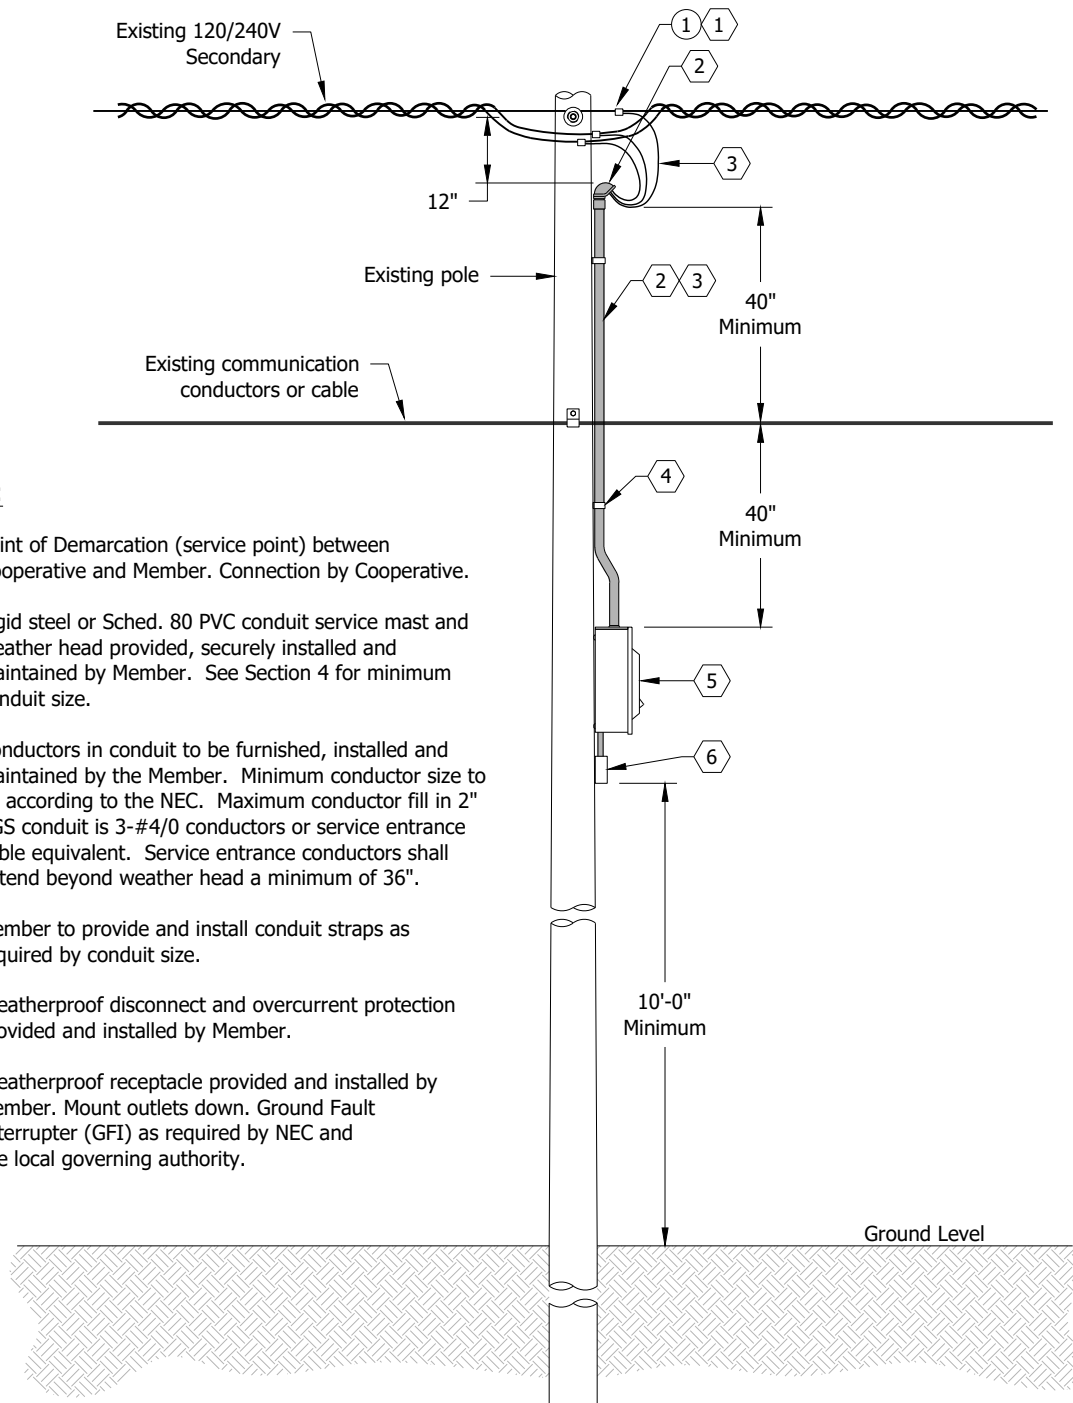 Existing 120/240V
Secondary
1 1
2
3
12"
Existing pole
2 3
40"
Minimum
Existing communication
conductors or cable
4
40"
Minimum
int of Demarcation (service point) between
ooperative and Member. Connection by Cooperative.
gid steel or Sched. 80 PVC conduit service mast and
eather head provided, securely installed and
aintained by Member. See Section 4 for minimum
nduit size.
5
onductors in conduit to be furnished, installed and
aintained by the Member. Minimum conductor size to
according to the NEC. Maximum conductor fill in 2"
GS conduit is 3-#4/0 conductors or service entrance
ble equivalent. Service entrance conductors shall
tend beyond weather head a minimum of 36".
6
ember to provide and install conduit straps as
quired by conduit size.
eatherproof disconnect and overcurrent protection
ovided and installed by Member.
10'-0"
Minimum
eatherproof receptacle provided and installed by
ember. Mount outlets down. Ground Fault
terrupter (GFI) as required by NEC and
e local governing authority.
Ground Level